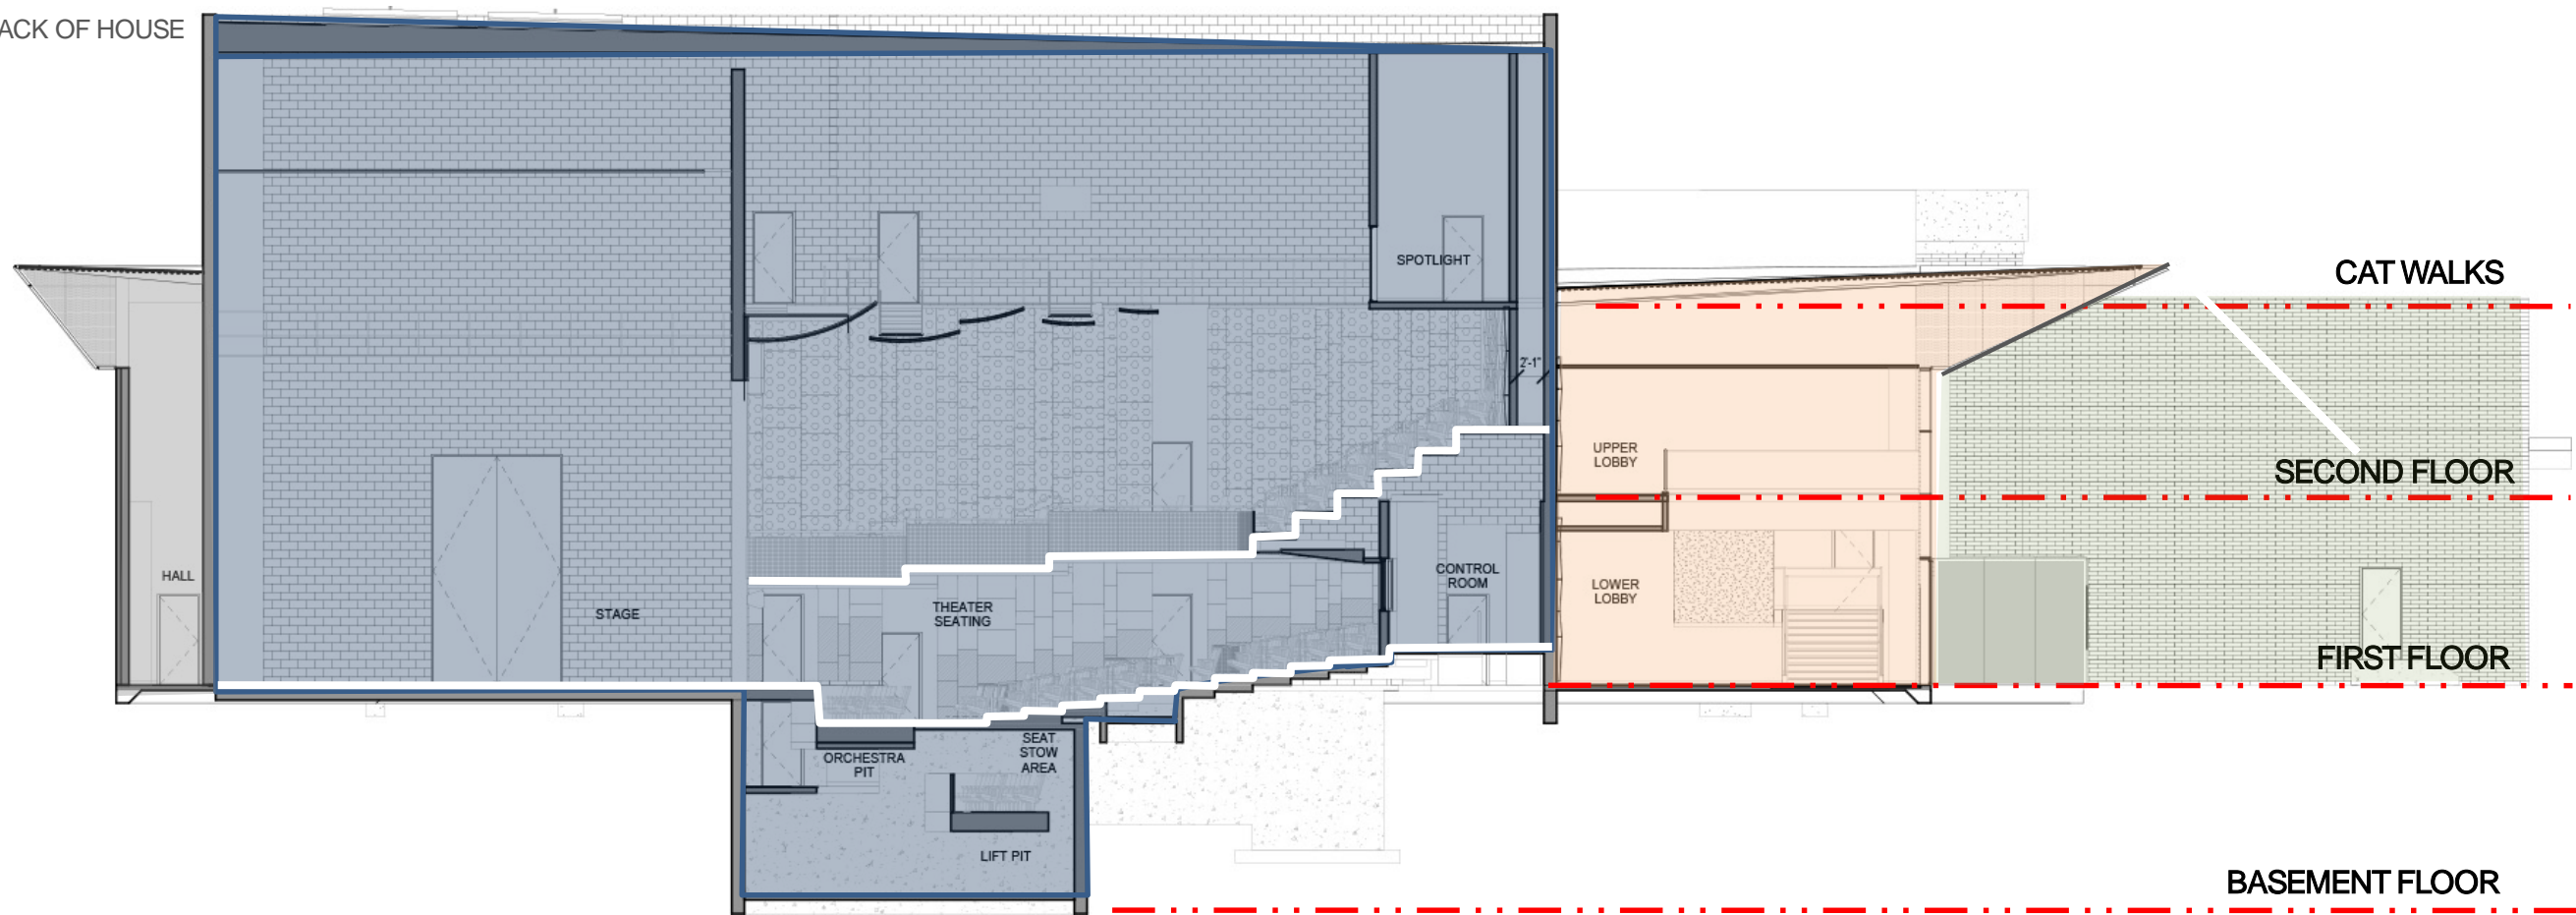 ACK OF HOUSE
SPOTLIGHT
CAT WALKS
2'-1"
UPPER
LOBBY
SECOND FLOOR
HALL
STAGE
THEATER
SEATING
CONTROL
ROOM
LOWER
LOBBY
FIRST FLOOR
ORCHESTRA
PIT
SEAT
STOW
AREA
LIFT PIT
BASEMENT FLOOR